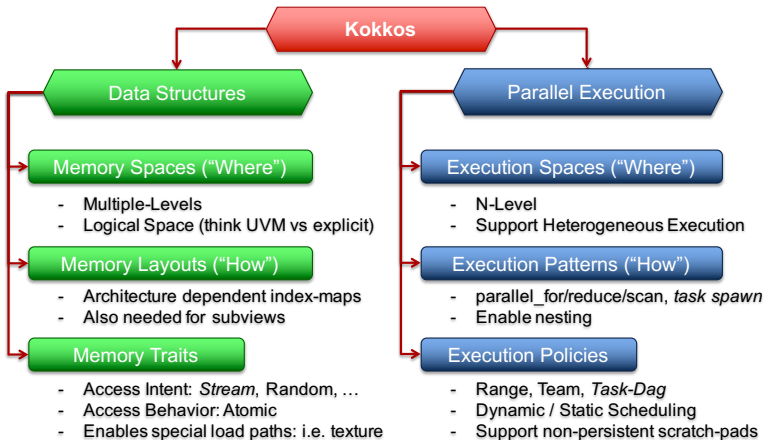 Kokkos
Data Structures
Memory Spaces (“Where”)
- Multiple-Levels
- Logical Space (think UVM vs explicit)
Memory Layouts (“How”)
- Architecture dependent index-maps
- Also needed for subviews
Memory Traits
- Access Intent: Stream, Random, …
- Access Behavior: Atomic
- Enables special load paths: i.e. texture
Parallel Execution
Execution Spaces (“Where”)
- N-Level
- Support Heterogeneous Execution
Execution Patterns (“How”)
- parallel_for/reduce/scan, task spawn
- Enable nesting
Execution Policies
- Range, Team, Task-Dag
- Dynamic / Static Scheduling
- Support non-persistent scratch-pads